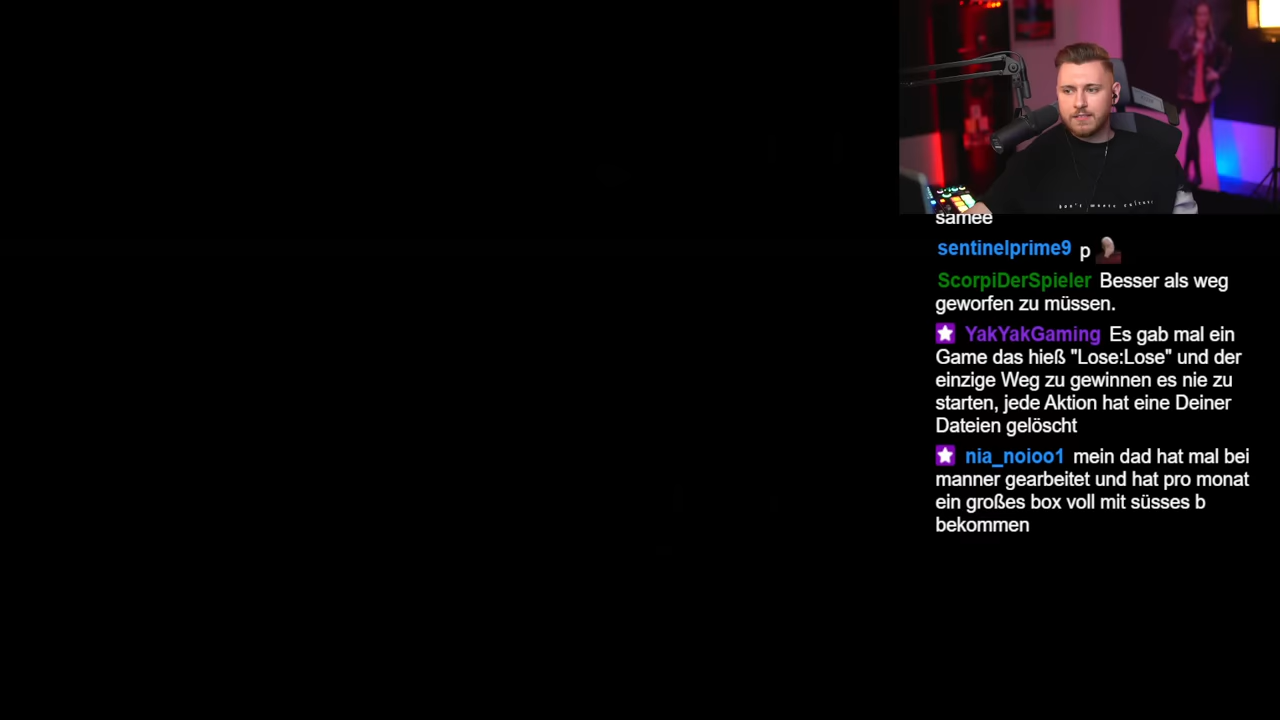 samee
sentinelprime9 p
ScorpiDerSpieler Besser als weg
geworfen zu müssen.
YakYakGaming Es gab mal ein
Game das hieß "Lose:Lose" und der
einzige Weg zu gewinnen es nie zu
starten, jede Aktion hat eine Deiner
Dateien gelöscht
nia_noioo1 mein dad hat mal bei
manner gearbeitet und hat pro monat
ein großes box voll mit süsses b
bekommen